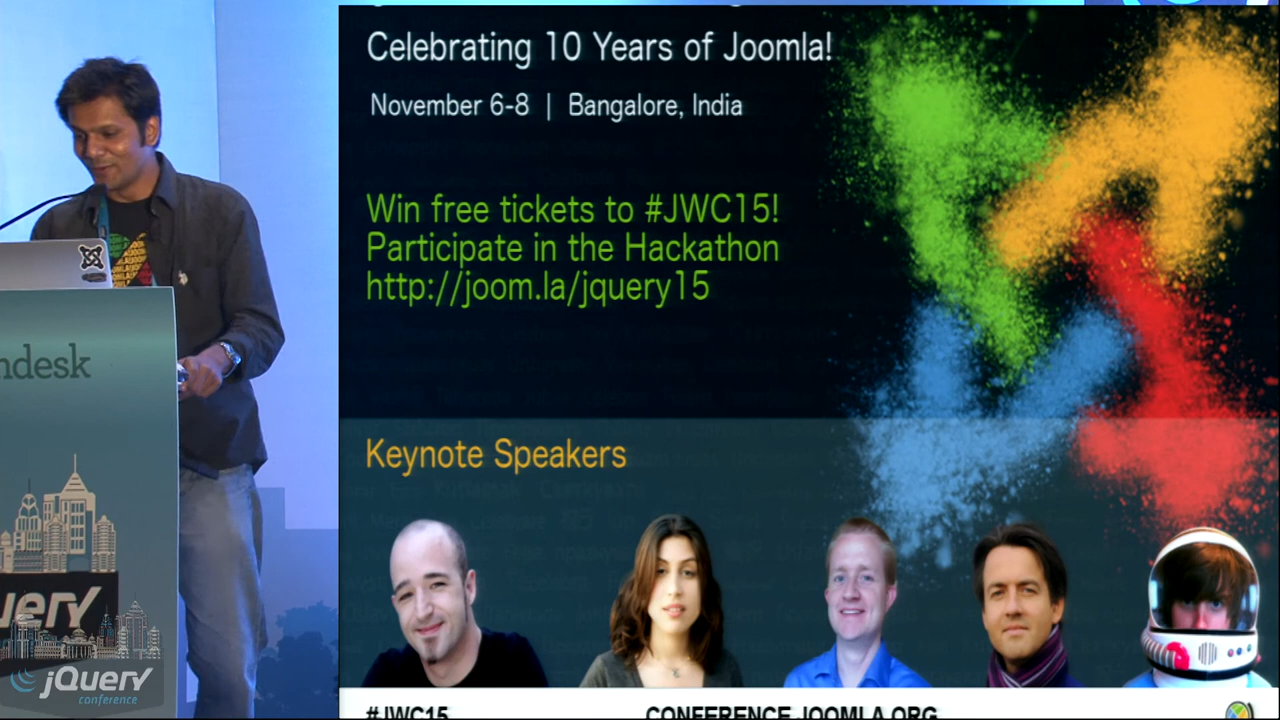 Celebrating 10 Years of Joomla!
November 6-8 | Bangalore, India
Win free tickets to #JWC15!
Participate in the Hackathon
http://joom.la/jquery15
Keynote Speakers
#JWC15
CONFERENCE.JOOMLA.ORG
ndesk
uery
jQuery
conference